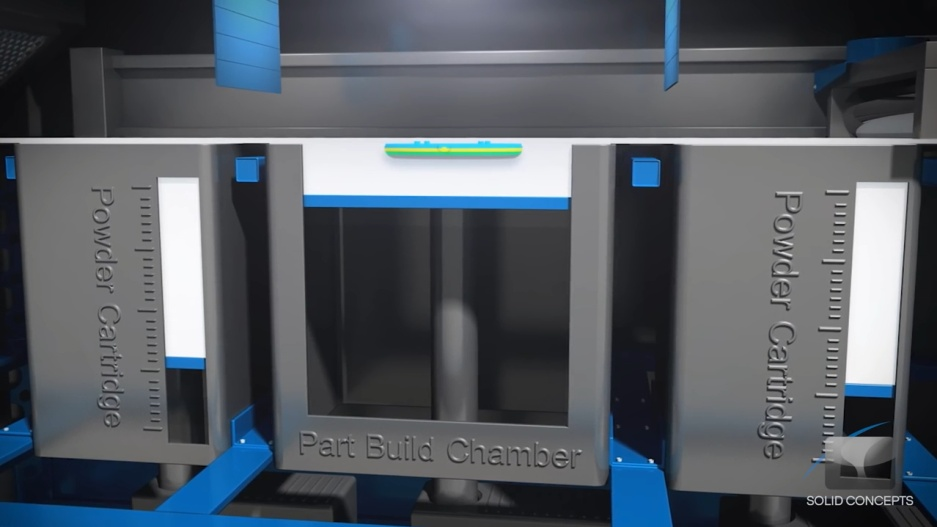 Powder Cartridge
Part Build Chamber
Powder Cartridge
SOLID CONCEPTS